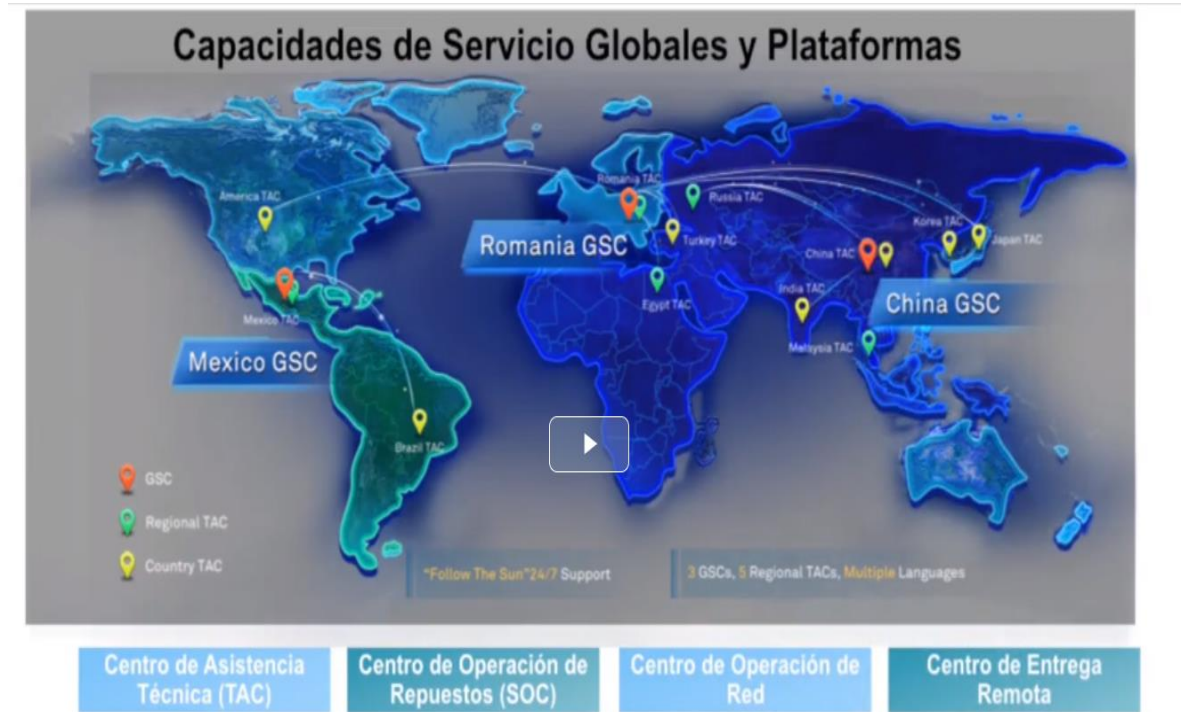 Capacidades de Servicio Globales y Plataformas
America TAC
Romania TAC
Russia TAC
Korea TAC
Japan TAC
Turkey TAC
China TAC
Romania GSC
India TAC
Egypt TAC
China GSC
Mexico TAC
Malaysia TAC
Mexico GSC
Brazil TAC
GSC
Regional TAC
Country TAC
"Follow The Sun"24/7 Support
3 GSCs, 5 Regional TACs, Multiple Languages
Centro de Asistencia
Técnica (TAC)
Centro de Operación de
Repuestos (SOC)
Centro de Operación de
Red
Centro de Entrega
Remota